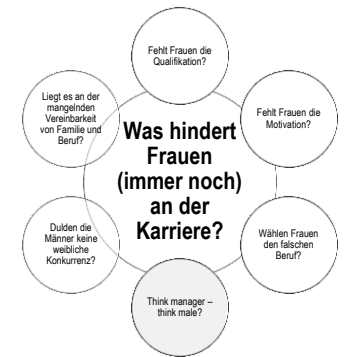 Fehlt Frauen die
Qualifikation?
Liegt es an der
mangelnden
Vereinbarkeit
von Familie und
Beruf?
Fehlt Frauen die
Motivation?
Was hindert
Frauen
(immer noch)
an der
Karriere?
Dulden die
Männer keine
weibliche
Konkurrenz?
Wählen Frauen
den falschen
Beruf?
Think manager –
think male?